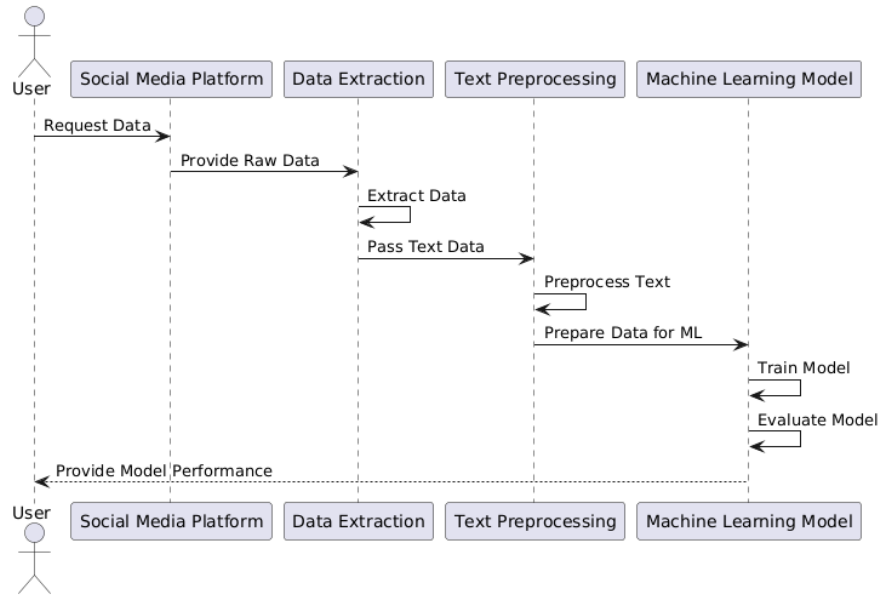 User
Social Media Platform
Data Extraction
Text Preprocessing
Machine Learning Model
Request Data
Provide Raw Data
Extract Data
Pass Text Data
Preprocess Text
Prepare Data for ML
Train Model
Evaluate Model
Provide Model Performance
User
Social Media Platform
Data Extraction
Text Preprocessing
Machine Learning Model